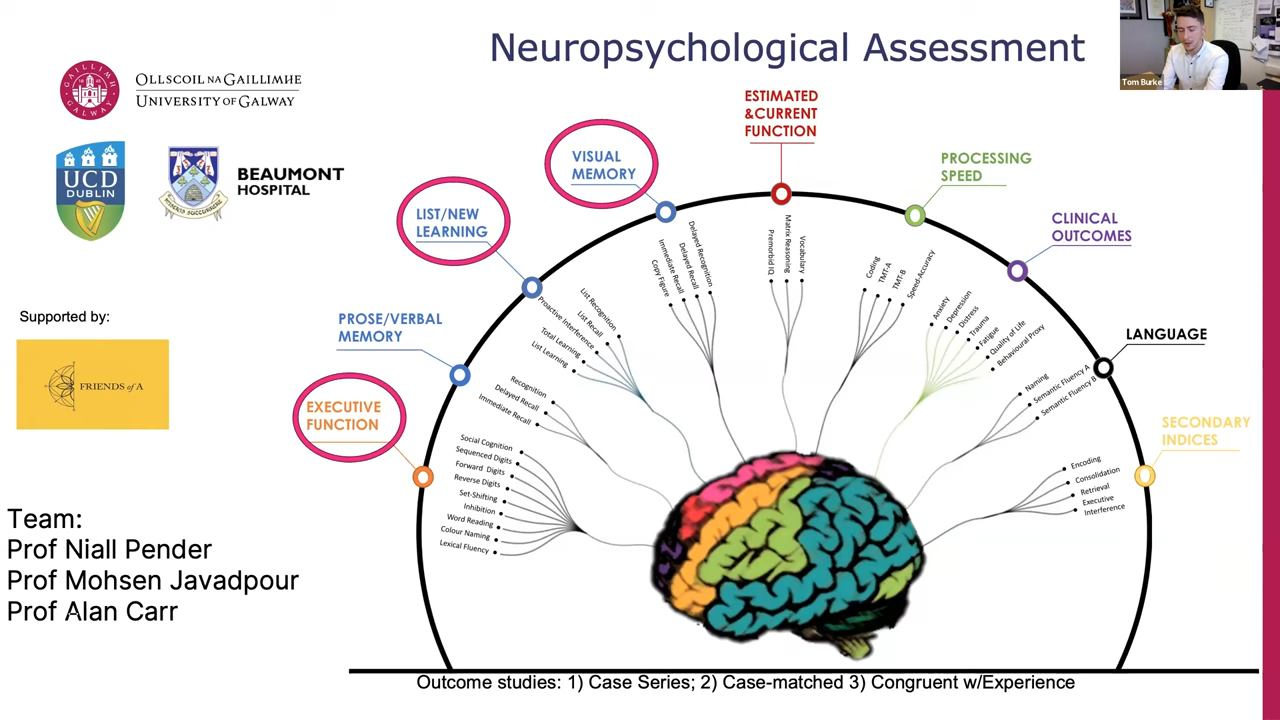 Neuropsychological Assessment
Tom Burke
OLLSCOIL NA GAILLIMHE
UNIVERSITY OF GALWAY
GAILLIMH
GALWAY
UCD
DUBLIN
BEAUMONT
HOSPITAL
Supported by:
FRIENDS of A
Team:
Prof Niall Pender
Prof Mohsen Javadpour
Prof Alan Carr
EXECUTIVE
FUNCTION
Social Cognition
Sequenced Digits
Forward Digits
Reverse Digits
Set-Shifting
Inhibition
Word Reading
Colour Naming
Lexical Fluency
PROSE/VERBAL
MEMORY
Recognition
Delayed Recall
Immediate Recall
LIST/NEW
LEARNING
List Recognition
List Recall
Proactive Interference
Total Learning
List Learning
VISUAL
MEMORY
Copy Figure
Immediate Recall
Delayed Recall
Delayed Recognition
ESTIMATED
&CURRENT
FUNCTION
Premorbid IQ
Matrix Reasoning
Vocabulary
PROCESSING
SPEED
Coding
TMT-A
TMT-B
Speed-Accuracy
CLINICAL
OUTCOMES
Anxiety
Depression
Distress
Trauma
Fatigue
Quality of Life
Behavioural Proxy
LANGUAGE
Naming
Semantic Fluency A
Semantic Fluency B
SECONDARY
INDICES
Encoding
Consolidation
Retrieval
Executive
Interference
Outcome studies: 1) Case Series; 2) Case-matched 3) Congruent w/Experience